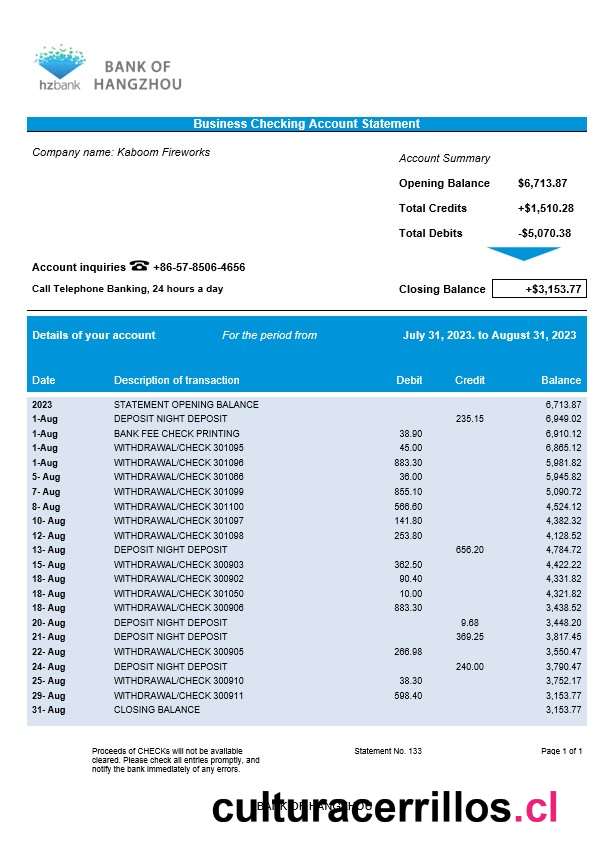 hzbank
BANK OF
HANGZHOU
Business Checking Account Statement
Company name: Kaboom Fireworks
Account Summary
Opening Balance $6,713.87
Total Credits +$1,510.28
Total Debits -$5,070.38
Account inquiries ☎ +86-57-8506-4656
Call Telephone Banking, 24 hours a day
Closing Balance +$3,153.77
Details of your account For the period from July 31, 2023. to August 31, 2023
Date Description of transaction Debit Credit Balance
2023 STATEMENT OPENING BALANCE 6,713.87
1-Aug DEPOSIT NIGHT DEPOSIT 235.15 6,949.02
1-Aug BANK FEE CHECK PRINTING 38.90 6,910.12
1-Aug WITHDRAWAL/CHECK 301095 45.00 6,865.12
1-Aug WITHDRAWAL/CHECK 301096 883.30 5,981.82
5- Aug WITHDRAWAL/CHECK 301066 36.00 5,945.82
7- Aug WITHDRAWAL/CHECK 301099 855.10 5,090.72
8- Aug WITHDRAWAL/CHECK 301100 566.60 4,524.12
10- Aug WITHDRAWAL/CHECK 301097 141.80 4,382.32
12- Aug WITHDRAWAL/CHECK 301098 253.80 4,128.52
13- Aug DEPOSIT NIGHT DEPOSIT 656.20 4,784.72
15- Aug WITHDRAWAL/CHECK 300903 362.50 4,422.22
18- Aug WITHDRAWAL/CHECK 300902 90.40 4,331.82
18- Aug WITHDRAWAL/CHECK 301050 10.00 4,321.82
18- Aug WITHDRAWAL/CHECK 300906 883.30 3,438.52
20- Aug DEPOSIT NIGHT DEPOSIT 9.68 3,448.20
21- Aug DEPOSIT NIGHT DEPOSIT 369.25 3,817.45
22- Aug WITHDRAWAL/CHECK 300905 266.98 3,550.47
24- Aug DEPOSIT NIGHT DEPOSIT 240.00 3,790.47
25- Aug WITHDRAWAL/CHECK 300910 38.30 3,752.17
29- Aug WITHDRAWAL/CHECK 300911 598.40 3,153.77
31- Aug CLOSING BALANCE 3,153.77
Proceeds of CHECKs will not be available Statement No. 133 Page 1 of 1
cleared. Please check all entries promptly, and
notify the bank immediately of any errors.
BANK OF HANGZHOU
culturacerrillos.cl